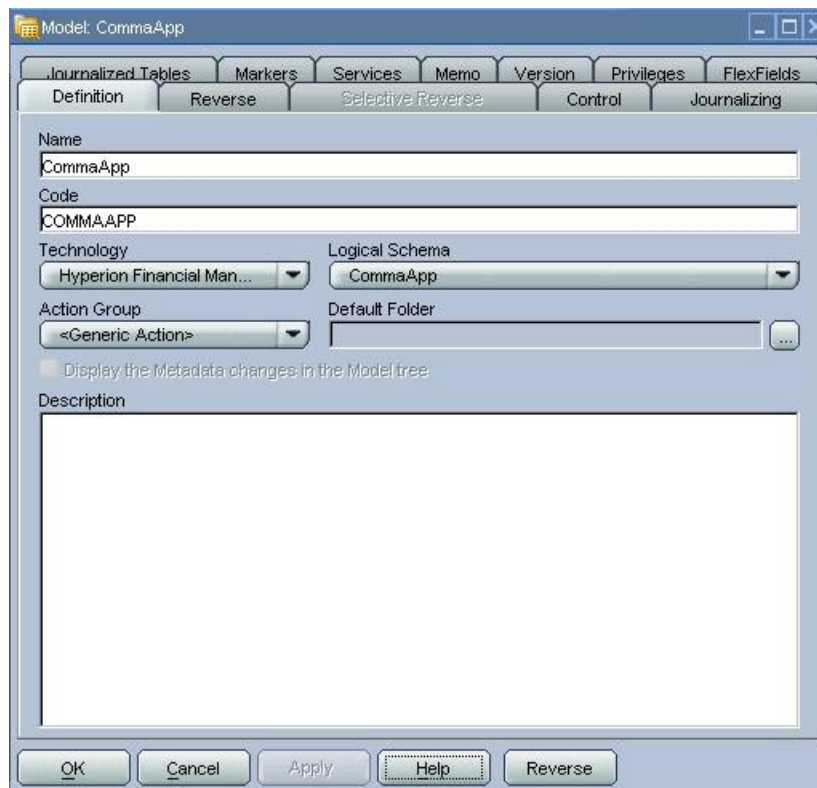 Model: CommaApp
Journalized Tables Markers Services Memo Version Privileges FlexFields
Definition Reverse Selective Reverse Control Journalizing
Name
CommaApp
Code
COMMAAPP
Technology Logical Schema
Hyperion Financial Man... CommaApp
Action Group Default Folder
<Generic Action> ...
Display the Metadata changes in the Model tree
Description
OK Cancel Apply Help Reverse